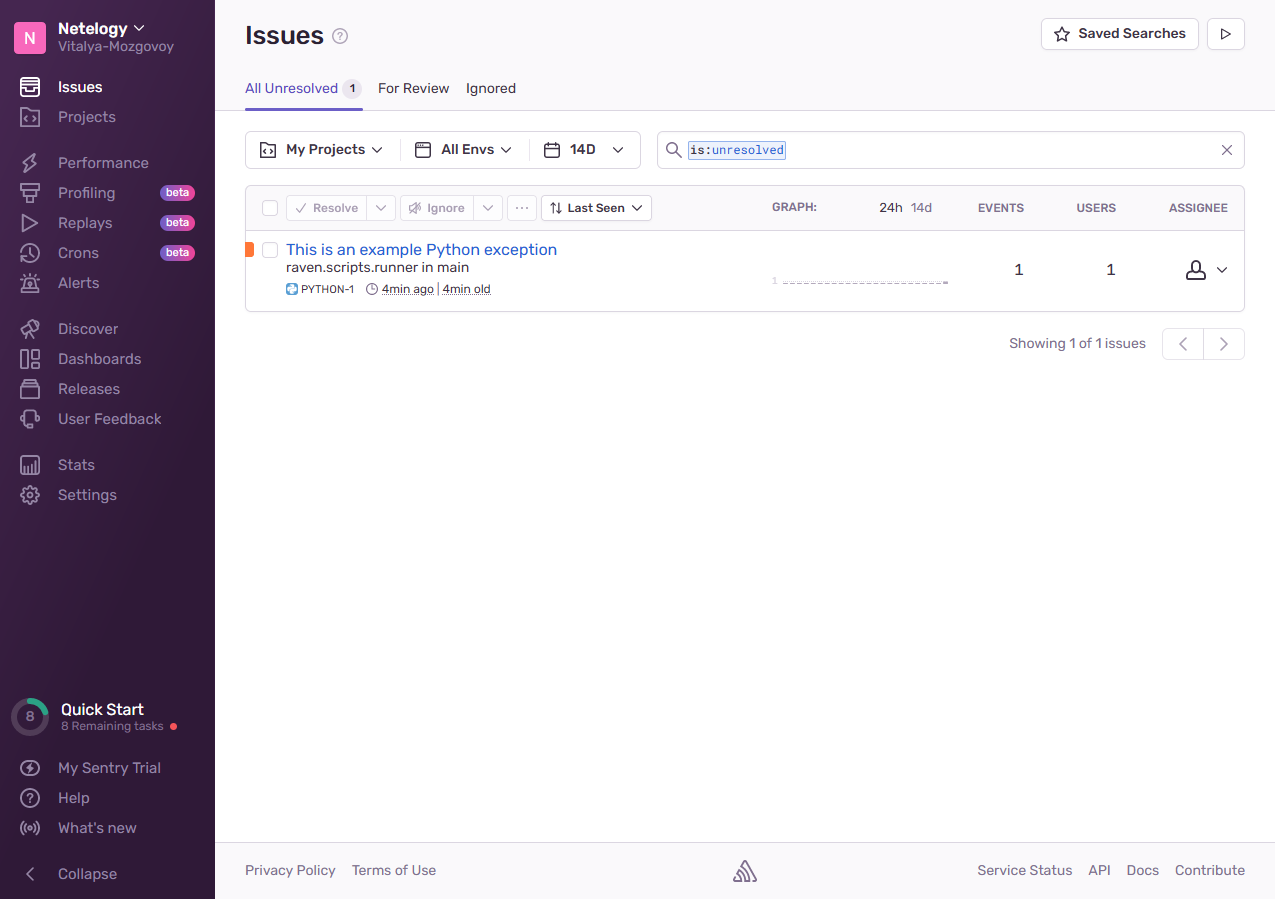 N
Netelogy
Vitalya-Mozgovoy
Issues
Projects
Performance
Profiling beta
Replays beta
Crons beta
Alerts
Discover
Dashboards
Releases
User Feedback
Stats
Settings
8
Quick Start
8 Remaining tasks
My Sentry Trial
Help
What's new
Collapse
Issues ?
Saved Searches
All Unresolved 1 For Review Ignored
My Projects All Envs 14D is:unresolved
Resolve Ignore ... Last Seen GRAPH: 24h 14d EVENTS USERS ASSIGNEE
This is an example Python exception
raven.scripts.runner in main
PYTHON-1 4min ago | 4min old
1
1 1
Showing 1 of 1 issues
Privacy Policy Terms of Use Service Status API Docs Contribute